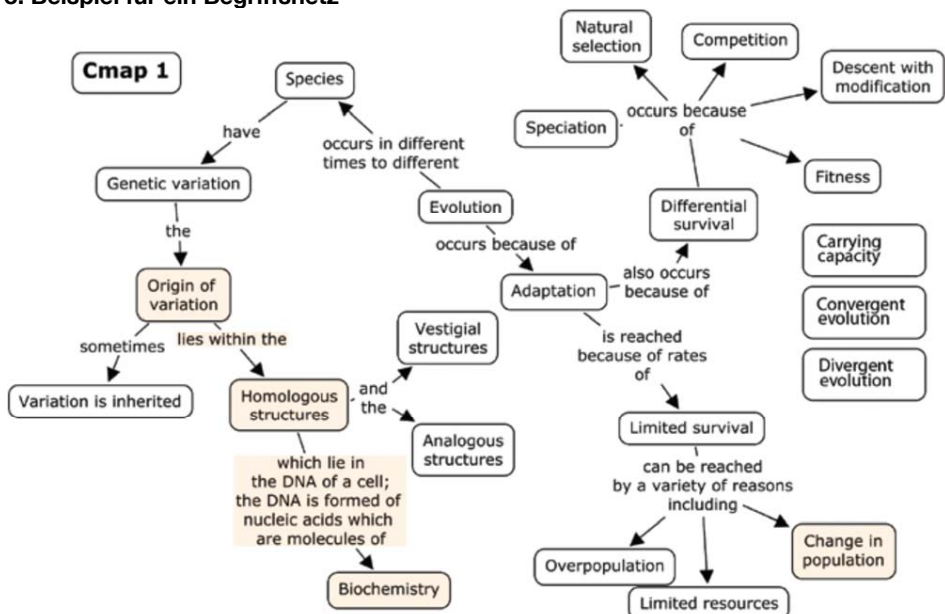 Beispiel für ein Begriffsnetz
Cmap 1
Species
have
Genetic variation
the
Origin of
variation
sometimes
Variation is inherited
lies within the
Homologous
structures
and
the
Vestigial
structures
Analogous
structures
which lie in
the DNA of a cell;
the DNA is formed of
nucleic acids which
are molecules of
Biochemistry
occurs in different
times to different
Evolution
occurs because of
Adaptation
also occurs
because of
Differential
survival
occurs because
of
Speciation
Natural
selection
Competition
Descent with
modification
Fitness
is reached
because of rates
of
Limited survival
can be reached
by a variety of reasons
including
Overpopulation
Limited resources
Change in
population
Carrying
capacity
Convergent
evolution
Divergent
evolution